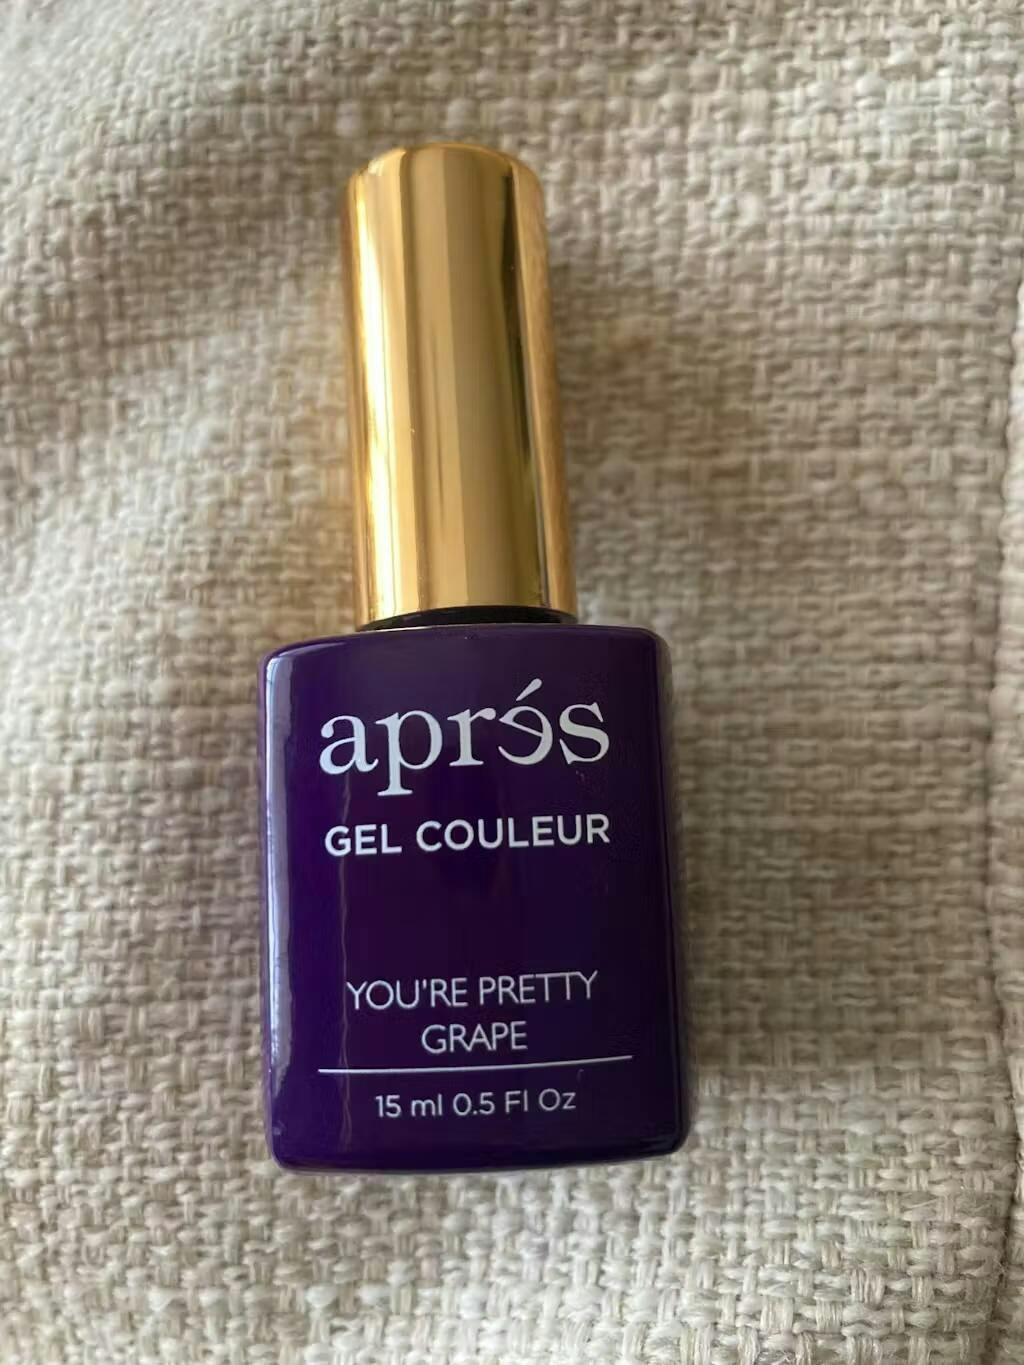 aprés
GEL COULEUR
YOU'RE PRETTY
GRAPE
15 ml 0.5 Fl Oz